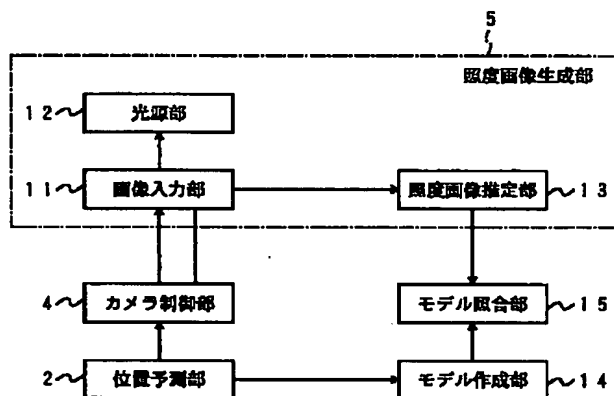 5
照度画像生成部
12 光源部
11 画像入力部 照度画像推定部 13
4 カメラ制御部 モデル照合部 15
2 位置予測部 モデル作成部 14